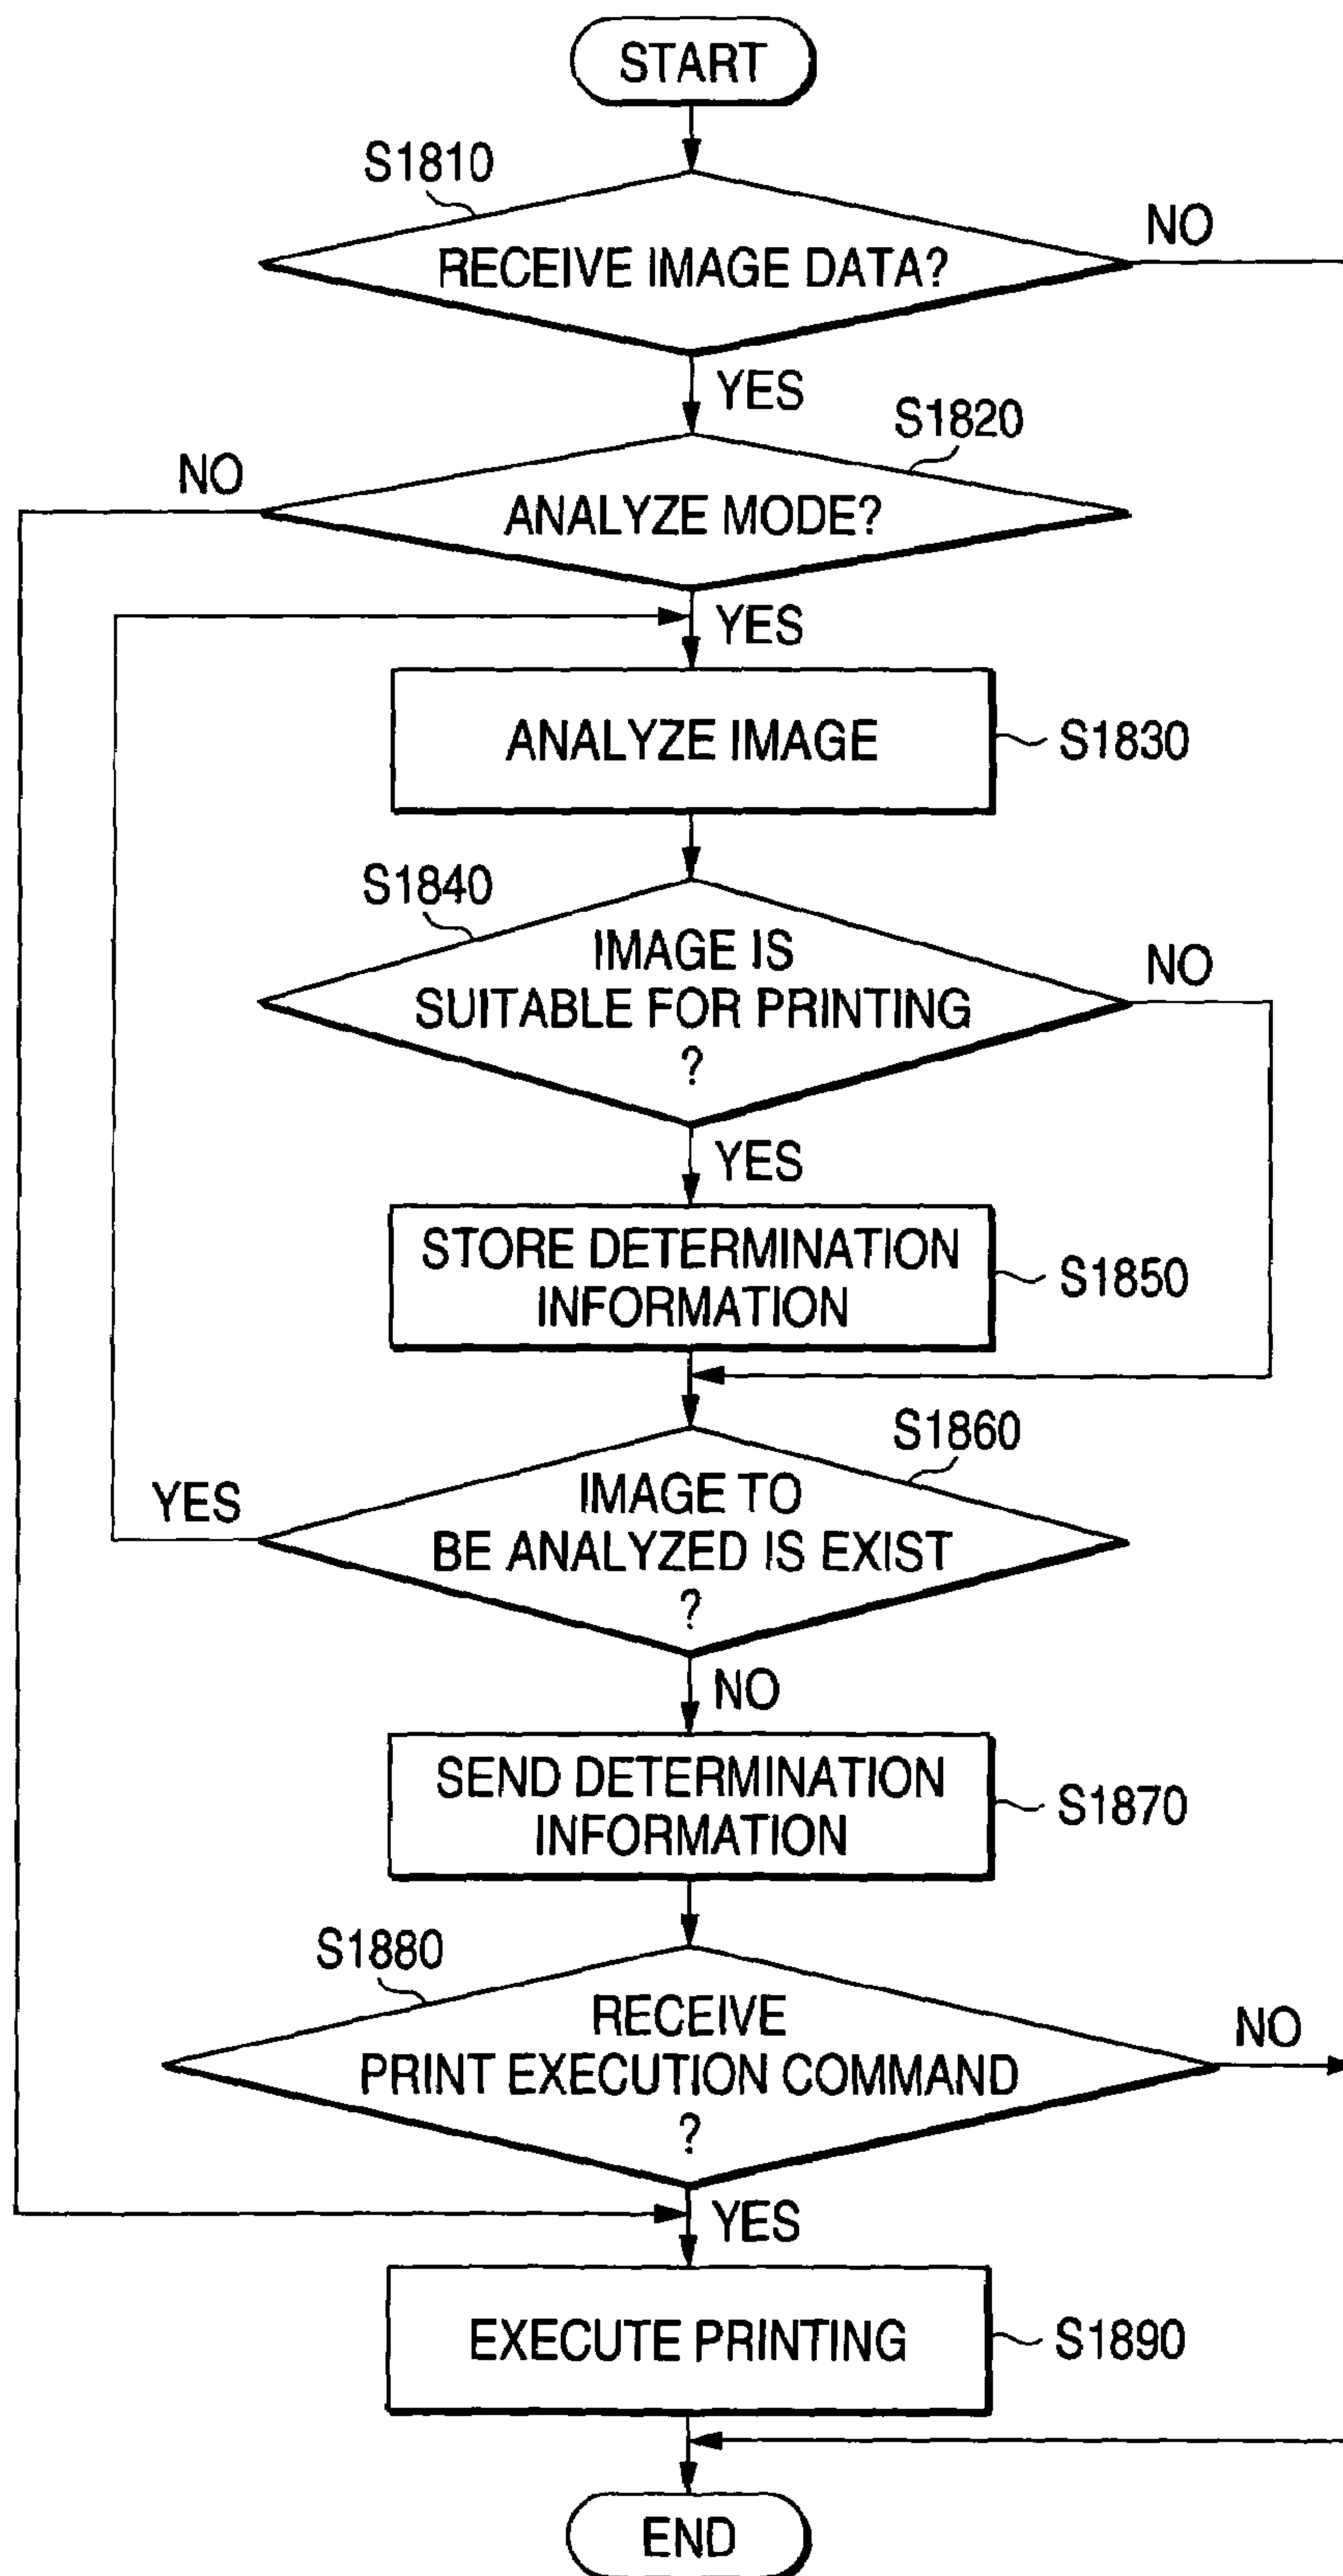 START
S1810
RECEIVE IMAGE DATA?
NO
YES
S1820
NO
ANALYZE MODE?
YES
ANALYZE IMAGE
S1830
S1840
IMAGE IS
SUITABLE FOR PRINTING
?
NO
YES
STORE DETERMINATION
INFORMATION
S1850
S1860
IMAGE TO
BE ANALYZED IS EXIST
?
YES
NO
SEND DETERMINATION
INFORMATION
S1870
S1880
RECEIVE
PRINT EXECUTION COMMAND
?
NO
YES
EXECUTE PRINTING
S1890
END